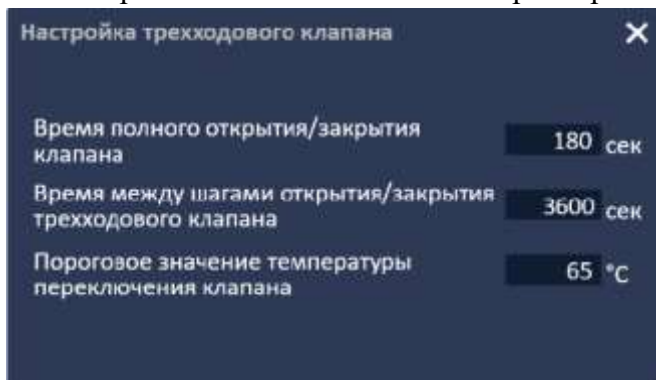 Настройка трехходового клапана
Время полного открытия/закрытия
клапана
180 сек
Время между шагами открытия/закрытия
трехходового клапана
3600 сек
Пороговое значение температуры
переключения клапана
65 °C